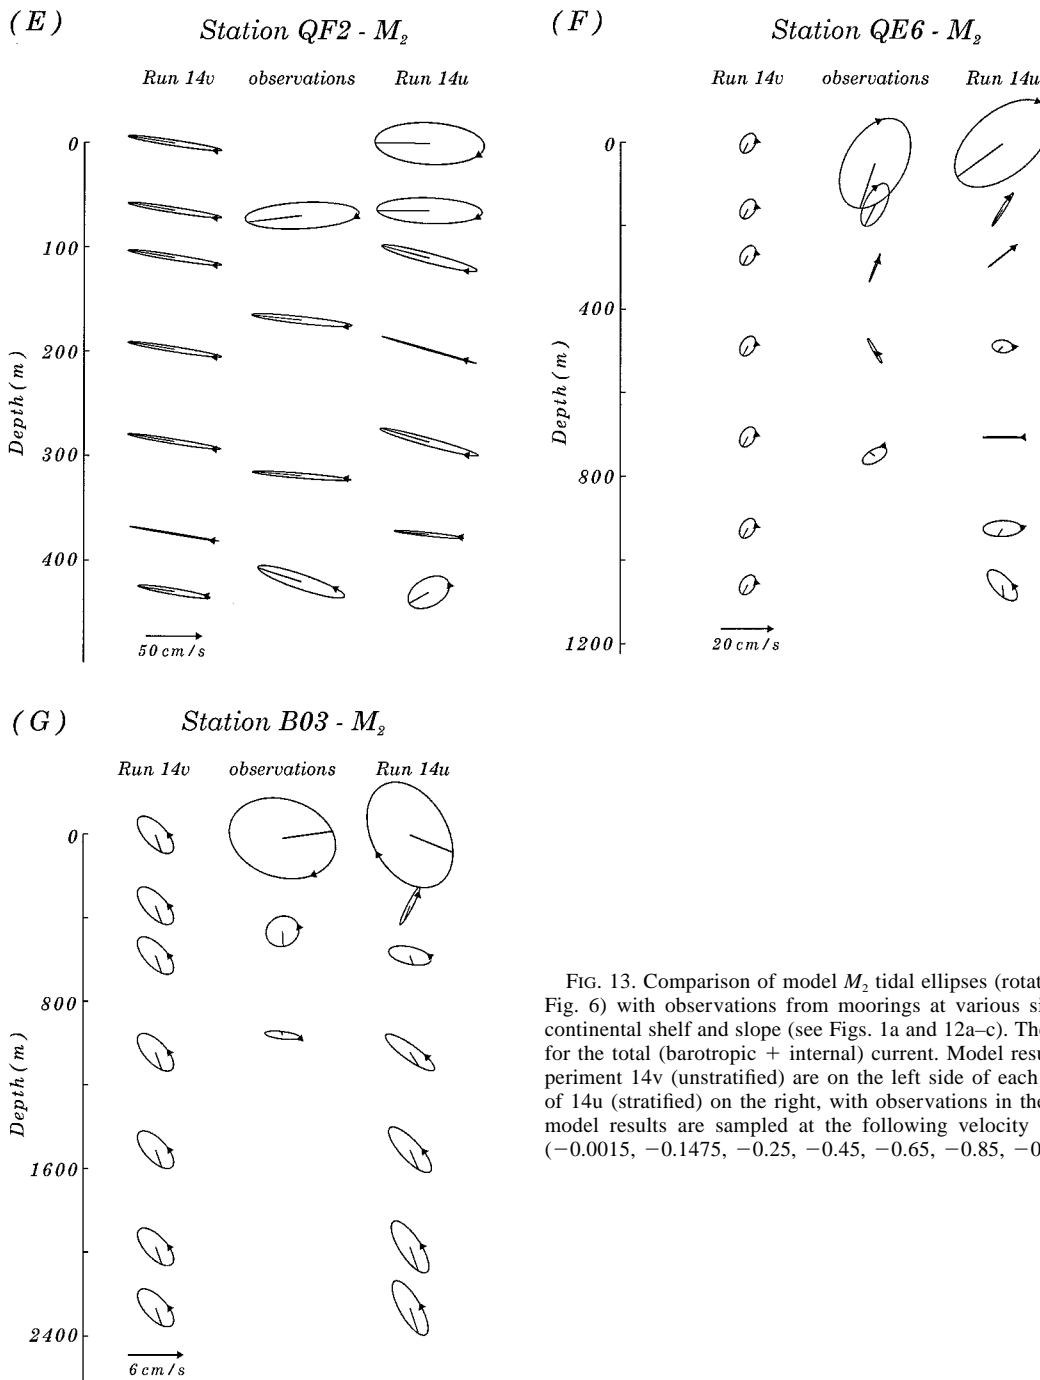 (E)
Station QF2 - M₂
Run 14v observations Run 14u
0
100
200
300
400
Depth (m)
50 cm/s
(F)
Station QE6 - M₂
Run 14v observations Run 14u
0
400
800
1200
Depth (m)
20 cm/s
(G)
Station B03 - M₂
Run 14v observations Run 14u
0
800
1600
2400
Depth (m)
6 cm/s
FIG. 13. Comparison of model M₂ tidal ellipses (rotat
Fig. 6) with observations from moorings at various si
continental shelf and slope (see Figs. 1a and 12a–c). The
for the total (barotropic + internal) current. Model resu
periment 14v (unstratified) are on the left side of each
of 14u (stratified) on the right, with observations in the
model results are sampled at the following velocity
(−0.0015, −0.1475, −0.25, −0.45, −0.65, −0.85, −0.